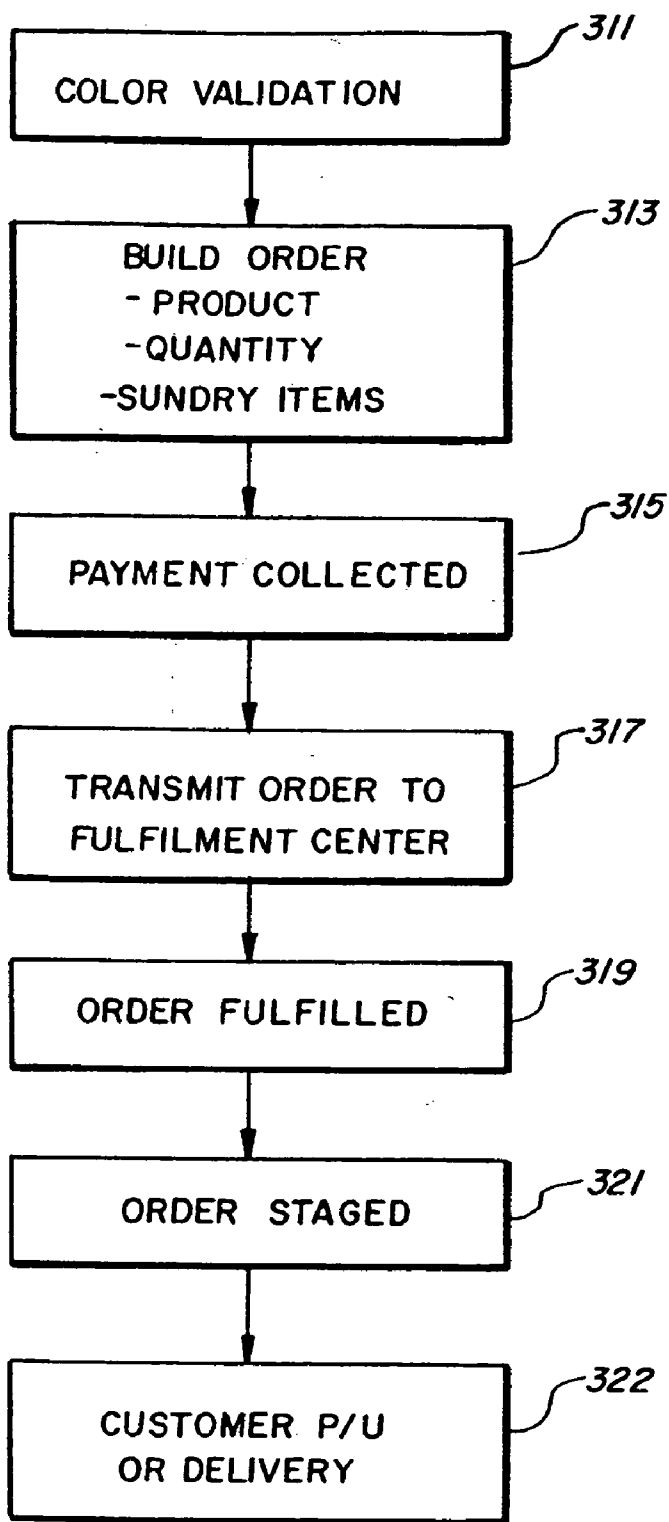 311
COLOR VALIDATION
313
BUILD ORDER
- PRODUCT
-QUANTITY
-SUNDRY ITEMS
315
PAYMENT COLLECTED
317
TRANSMIT ORDER TO
FULFILMENT CENTER
319
ORDER FULFILLED
321
ORDER STAGED
322
CUSTOMER P/U
OR DELIVERY